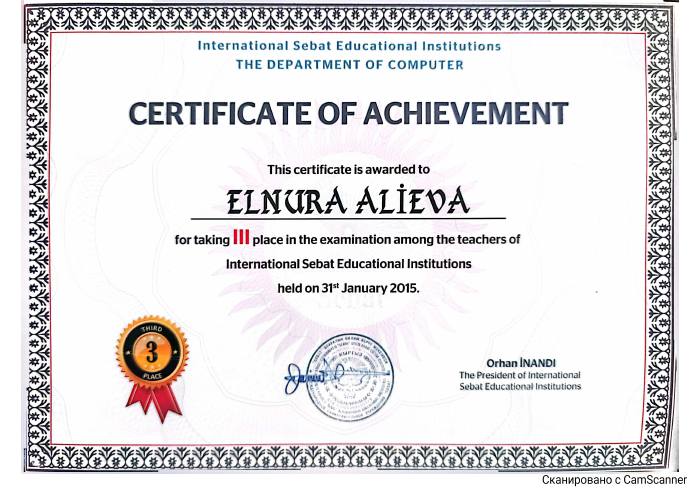 International Sebat Educational Institutions
THE DEPARTMENT OF COMPUTER
CERTIFICATE OF ACHIEVEMENT
This certificate is awarded to
ELNURA ALİEVA
for taking III place in the examination among the teachers of
International Sebat Educational Institutions
held on 31st January 2015.
THIRD
3
PLACE
Orhan İNANDI
The President of International
Sebat Educational Institutions
Сканировано с CamScanner